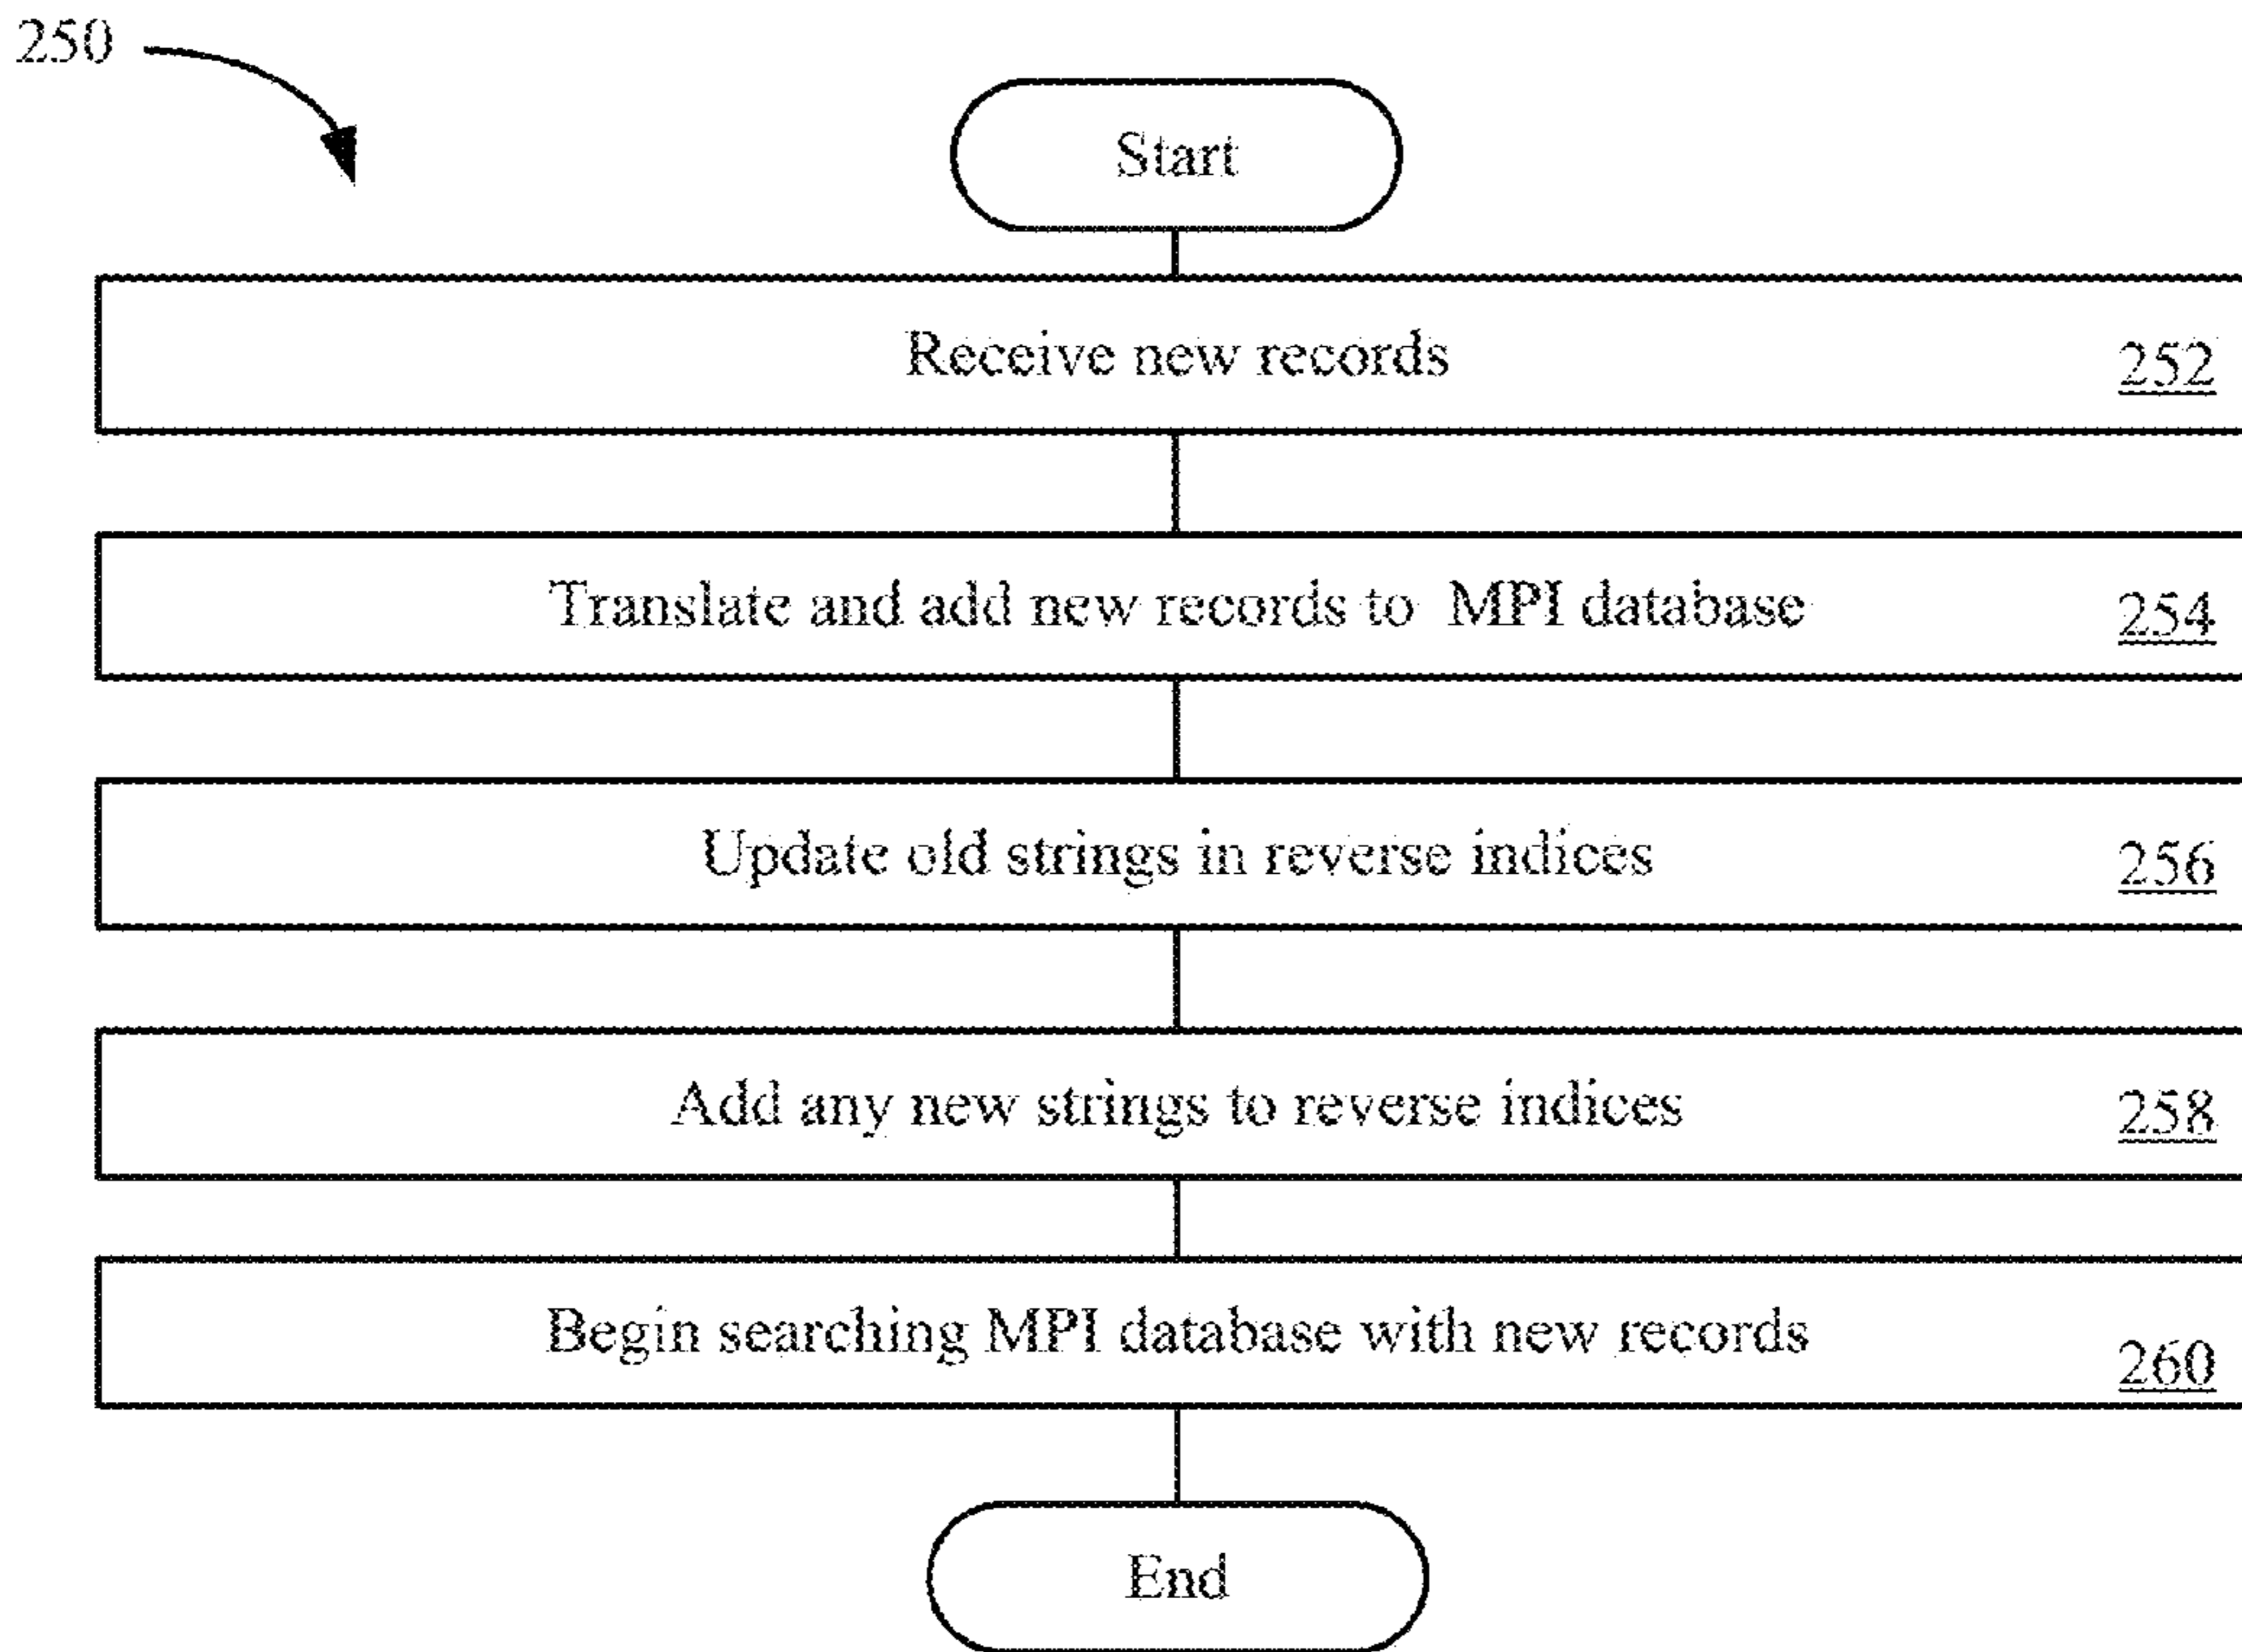 250
Start
Receive new records 252
Translate and add new records to MPI database 254
Update old strings in reverse indices 256
Add any new strings to reverse indices 258
Begin searching MPI database with new records 260
End